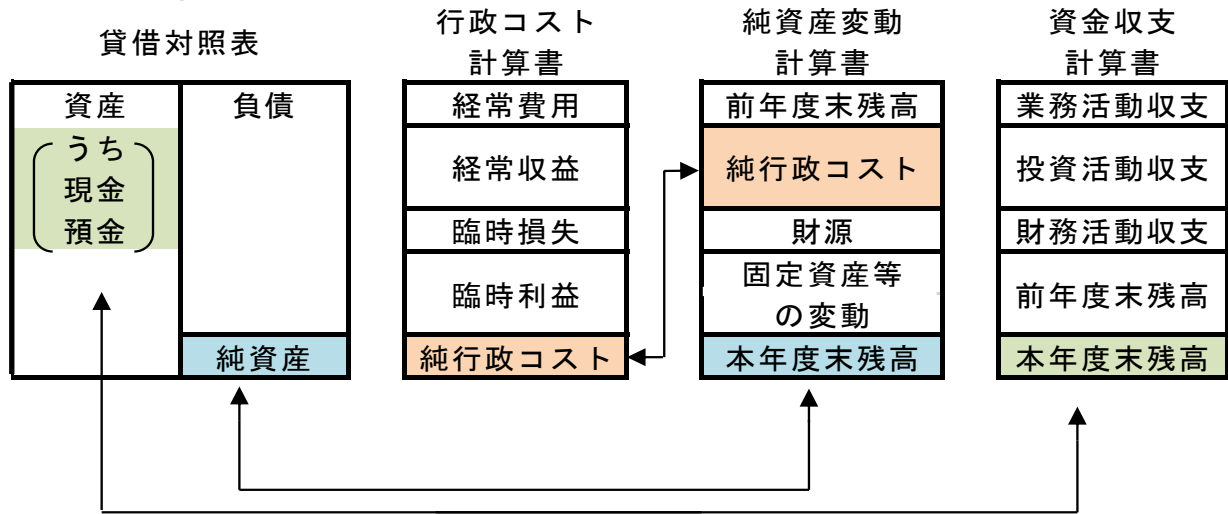 貸借対照表
資産
うち
現金
預金
負債
純資産
行政コスト
計算書
経常費用
経常収益
臨時損失
臨時利益
純行政コスト
純資産変動
計算書
前年度末残高
純行政コスト
財源
固定資産等
の変動
本年度末残高
資金収支
計算書
業務活動収支
投資活動収支
財務活動収支
前年度末残高
本年度末残高